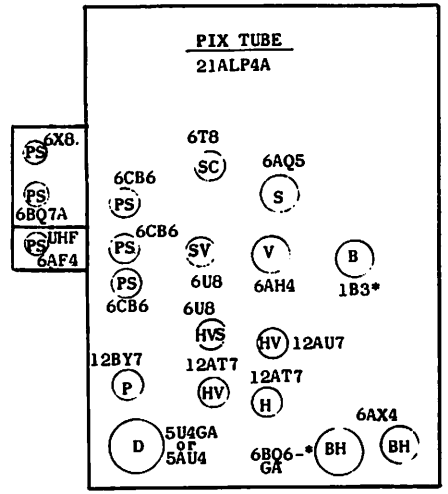 PIX TUBE
21ALP4A
6X8.
PS
6T8
SC
6CB6
PS
6AQ5
S
PS
6BQ7A
UHF
PS
6AF4
6CB6
PS
SV
6U8
V
6AH4
B
1B3*
PS
6CB6
6U8
HVS
HV
12AU7
12BY7
P
12AT7
HV
12AT7
H
D
5U4GA
or
5AU4
6BQ6-*
GA
BH
6AX4
BH